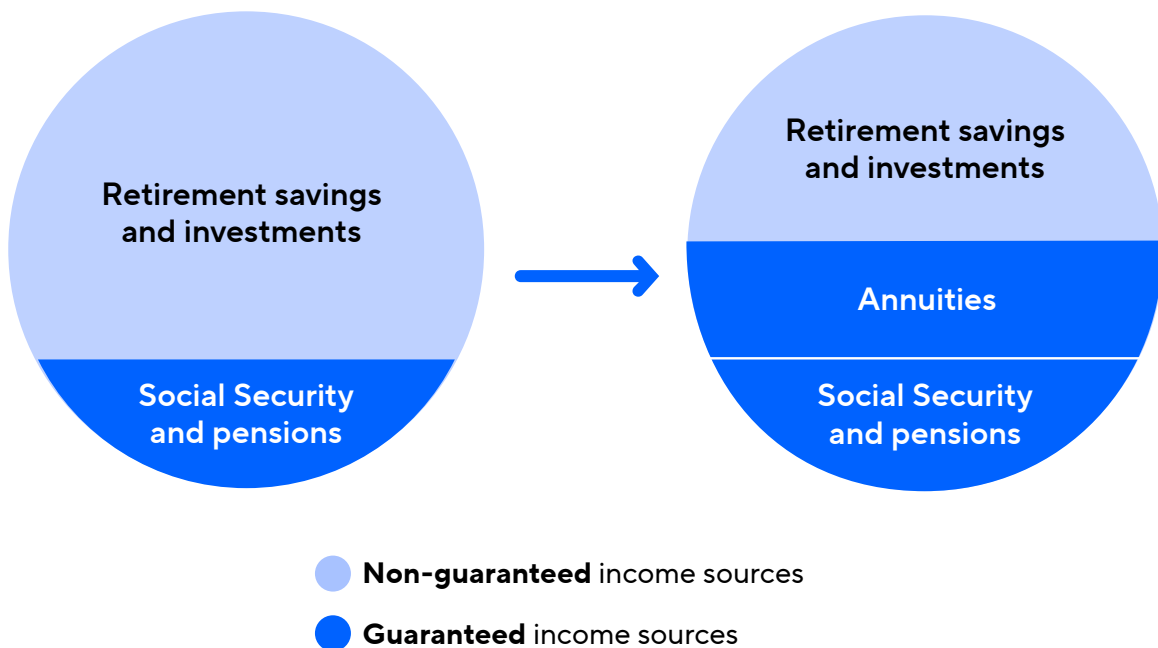 Retirement savings
and investments
Social Security
and pensions
Retirement savings
and investments
Annuities
Social Security
and pensions
Non-guaranteed income sources
Guaranteed income sources